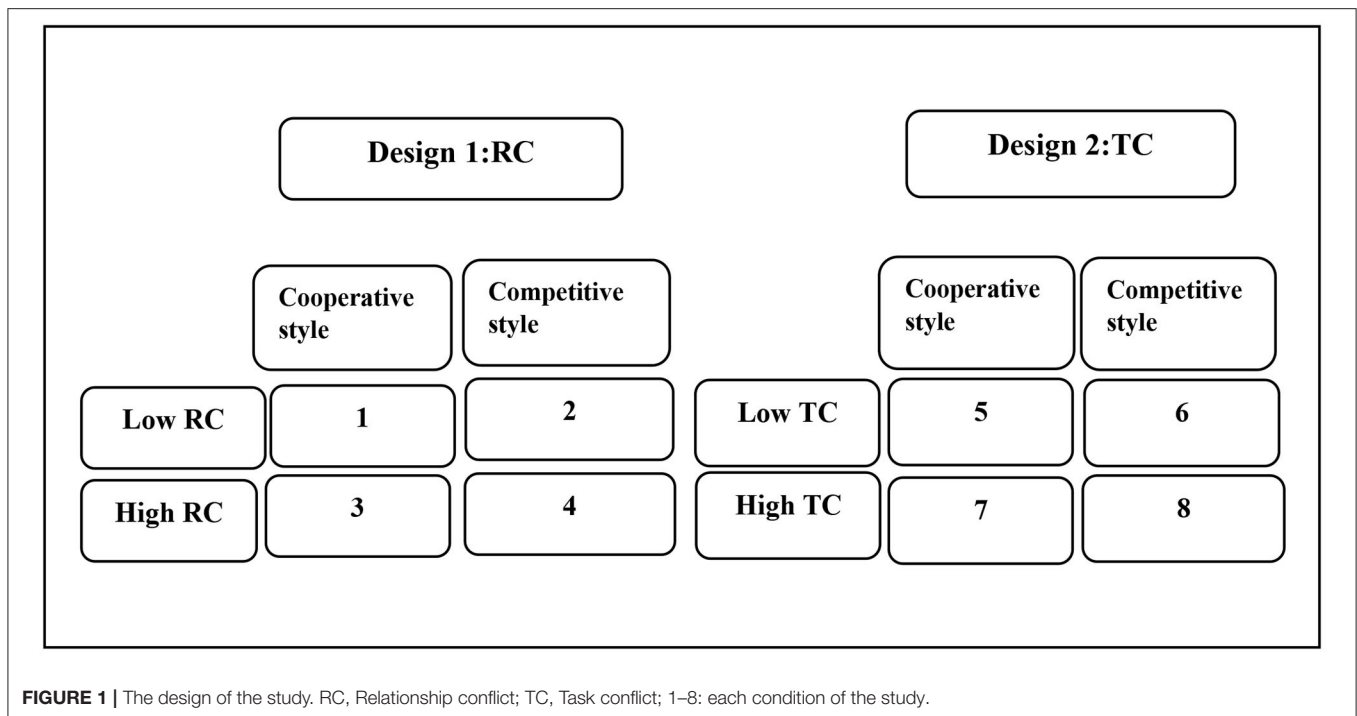 Design 1:RC
Design 2:TC
Cooperative
style
Competitive
style
Cooperative
style
Competitive
style
Low RC
1
2
Low TC
5
6
High RC
3
4
High TC
7
8
FIGURE 1 | The design of the study. RC, Relationship conflict; TC, Task conflict; 1–8: each condition of the study.